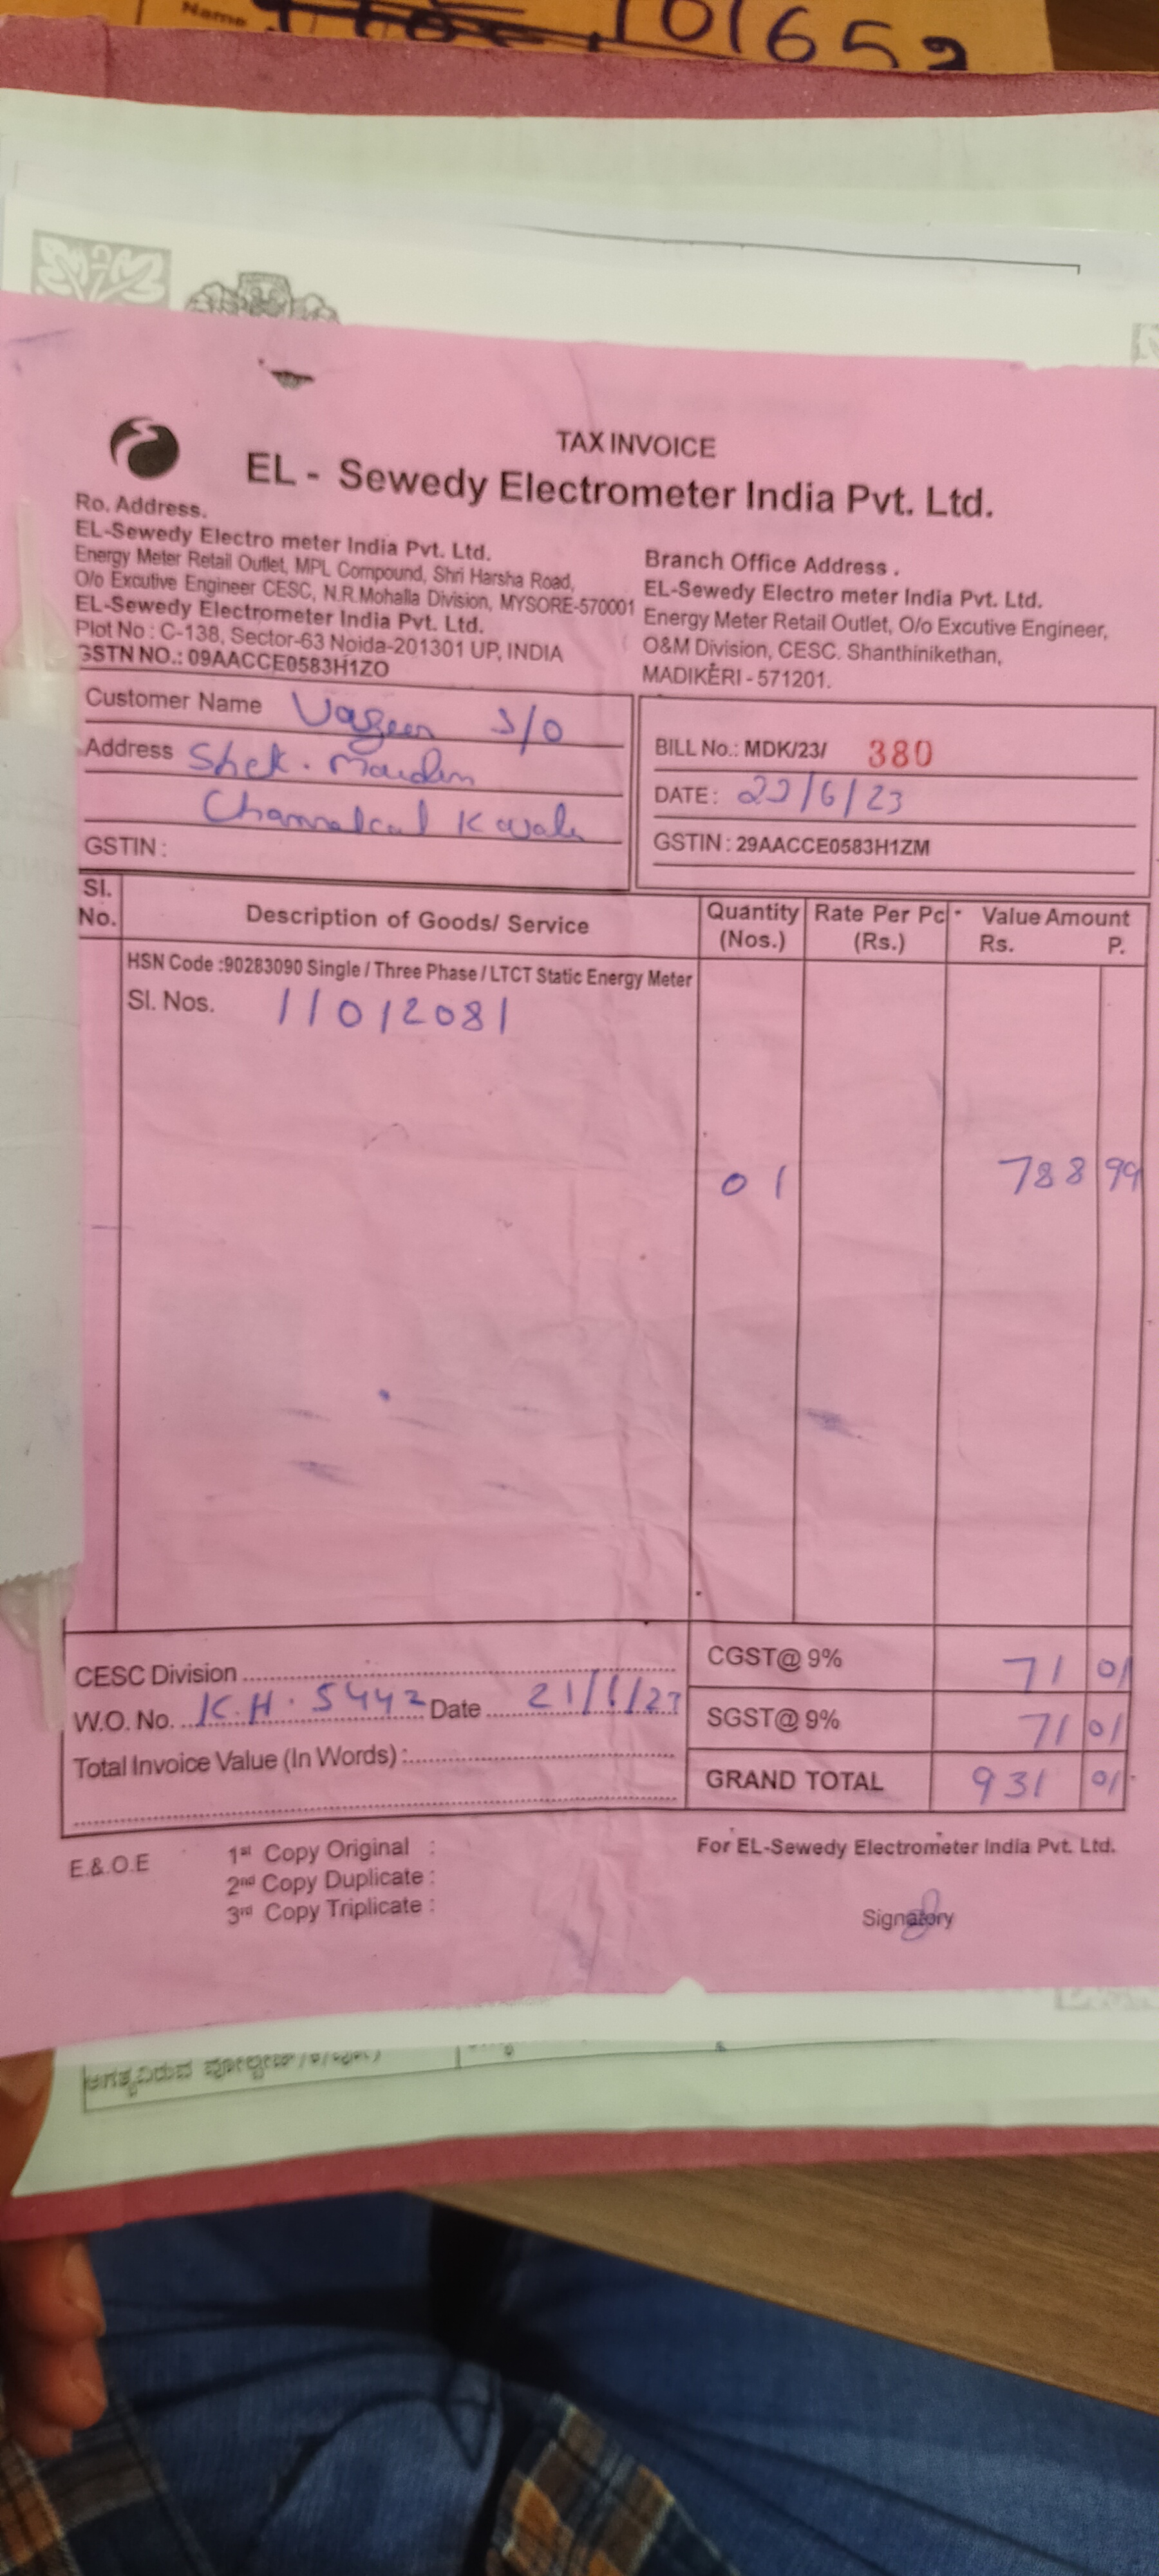 Name 10165
TAX INVOICE
EL - Sewedy Electrometer India Pvt. Ltd.
Ro. Address.
EL-Sewedy Electro meter India Pvt. Ltd.
Energy Meter Retail Outlet, MPL Compound, Shri Harsha Road,
O/o Excutive Engineer CESC, N.R.Mohalla Division, MYSORE-570001
EL-Sewedy Electrometer India Pvt. Ltd.
Plot No : C-138, Sector-63 Noida-201301 UP, INDIA
GSTN NO.: 09AACCE0583H1ZO
Branch Office Address .
EL-Sewedy Electro meter India Pvt. Ltd.
Energy Meter Retail Outlet, O/o Excutive Engineer,
O&M Division, CESC. Shanthinikethan,
MADIKERI - 571201.
Customer Name S/O
Address
GSTIN :
BILL No.: MDK/23/ 380
DATE : 22/6/23
GSTIN : 29AACCE0583H1ZM
Sl. No. Description of Goods/ Service Quantity (Nos.) Rate Per Pc (Rs.) Value Amount Rs. P.
HSN Code :90283090 Single / Three Phase / LTCT Static Energy Meter
Sl. Nos. 11012081
01 788 99
CESC Division
W.O. No. K.H. 5442 Date
Total Invoice Value (In Words) :
CGST@ 9% 71 01
SGST@ 9% 71 01
GRAND TOTAL 931 01
E.&.O.E
1st Copy Original :
2nd Copy Duplicate :
3rd Copy Triplicate :
For EL-Sewedy Electrometer India Pvt. Ltd.
Signatory